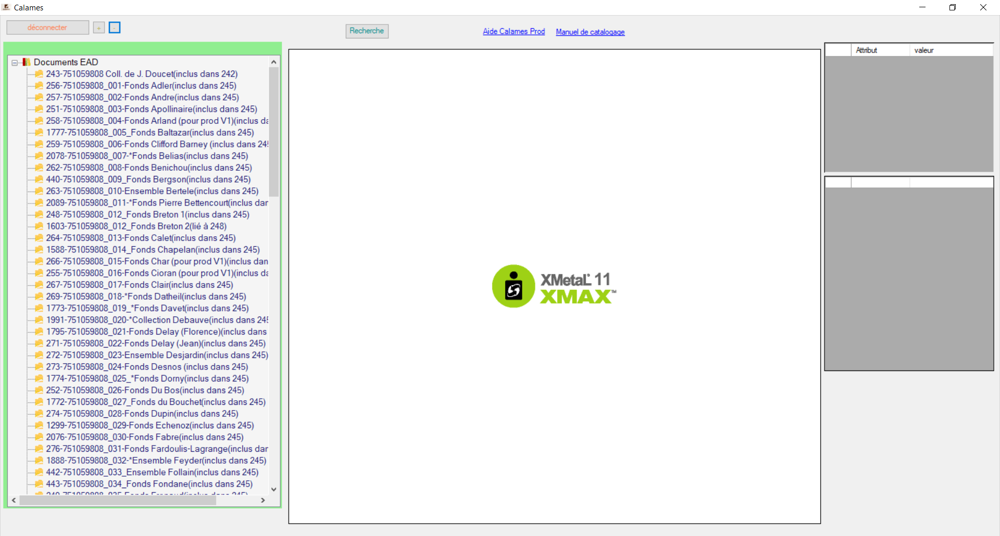 Calames
déconnecter
+
-
Recherche
Aide Calames Prod
Manuel de catalogage
Documents EAD
243-751059808 Coll. de J. Doucet(inclus dans 242)
256-751059808_001-Fonds Adler(inclus dans 245)
257-751059808_002-Fonds Andre(inclus dans 245)
251-751059808_003-Fonds Apollinaire(inclus dans 245)
258-751059808_004-Fonds Arland (pour prod V1)(inclus da
1777-751059808_005_Fonds Baltazar(inclus dans 245)
259-751059808_006-Fonds Clifford Barney (inclus dans 245
2078-751059808_007-*Fonds Belias(inclus dans 245)
262-751059808_008-Fonds Benichou(inclus dans 245)
440-751059808_009_Fonds Bergson(inclus dans 245)
263-751059808_010-Ensemble Bertele(inclus dans 245)
2089-751059808_011-*Fonds Pierre Bettencourt(inclus dan
248-751059808_012_Fonds Breton 1(inclus dans 245)
1603-751059808_012_Fonds Breton 2(lié à 248)
264-751059808_013-Fonds Calet(inclus dans 245)
1588-751059808_014_Fonds Chapelan(inclus dans 245)
266-751059808_015-Fonds Char (pour prod V1)(inclus dan
255-751059808_016-Fonds Cioran (pour prod V1)(inclus da
267-751059808_017-Fonds Clair(inclus dans 245)
269-751059808_018-*Fonds Datheil(inclus dans 245)
1773-751059808_019_*Fonds Davet(inclus dans 245)
1991-751059808_020-*Collection Debauve(inclus dans 245
1795-751059808_021-Fonds Delay (Florence)(inclus dans
271-751059808_022-Fonds Delay (Jean)(inclus dans 245)
272-751059808_023-Ensemble Desjardin(inclus dans 245)
273-751059808_024-Fonds Desnos (inclus dans 245)
1774-751059808_025_*Fonds Dorny(inclus dans 245)
252-751059808_026-Fonds Du Bos(inclus dans 245)
1772-751059808_027_Fonds du Bouchet(inclus dans 245)
274-751059808_028-Fonds Dupin(inclus dans 245)
1299-751059808_029-Fonds Echenoz(inclus dans 245)
2076-751059808_030-Fonds Fabre(inclus dans 245)
276-751059808_031-Fonds Fardoulis-Lagrange(inclus dan
1888-751059808_032-*Ensemble Feyder(inclus dans 245)
442-751059808_033_Ensemble Follain(inclus dans 245)
443-751059808_034_Fonds Fondane(inclus dans 245)
XMetaL® 11
XMAX™
Attribut valeur